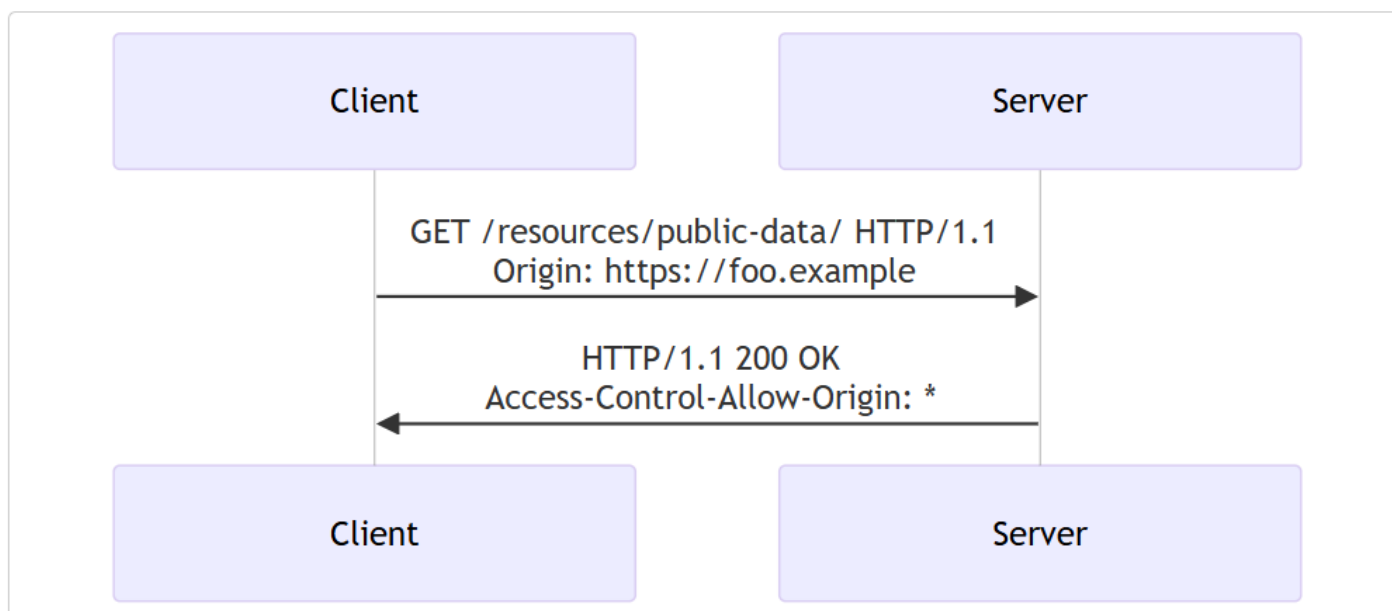 Client
Server
GET /resources/public-data/ HTTP/1.1
Origin: https://foo.example
HTTP/1.1 200 OK
Access-Control-Allow-Origin: *
Client
Server